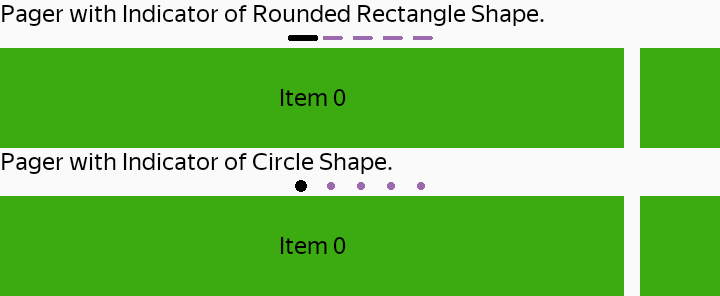 Pager with Indicator of Rounded Rectangle Shape.
Item 0
Pager with Indicator of Circle Shape.
Item 0